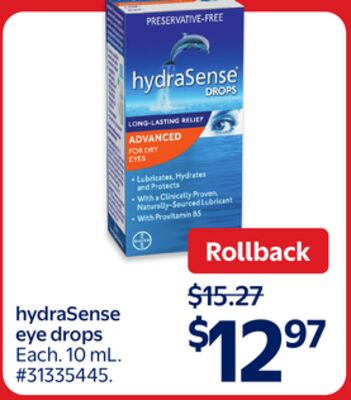 PRESERVATIVE-FREE
hydraSense®
DROPS
LONG-LASTING RELIEF
ADVANCED
FOR DRY
EYES
• Lubricates, Hydrates
and Protects
• With a Clinically Proven,
Naturally-Sourced Lubricant
• With Provitamin B5
BAYER
Rollback
$15.27
$12 97
hydraSense
eye drops
Each. 10 mL.
#31335445.